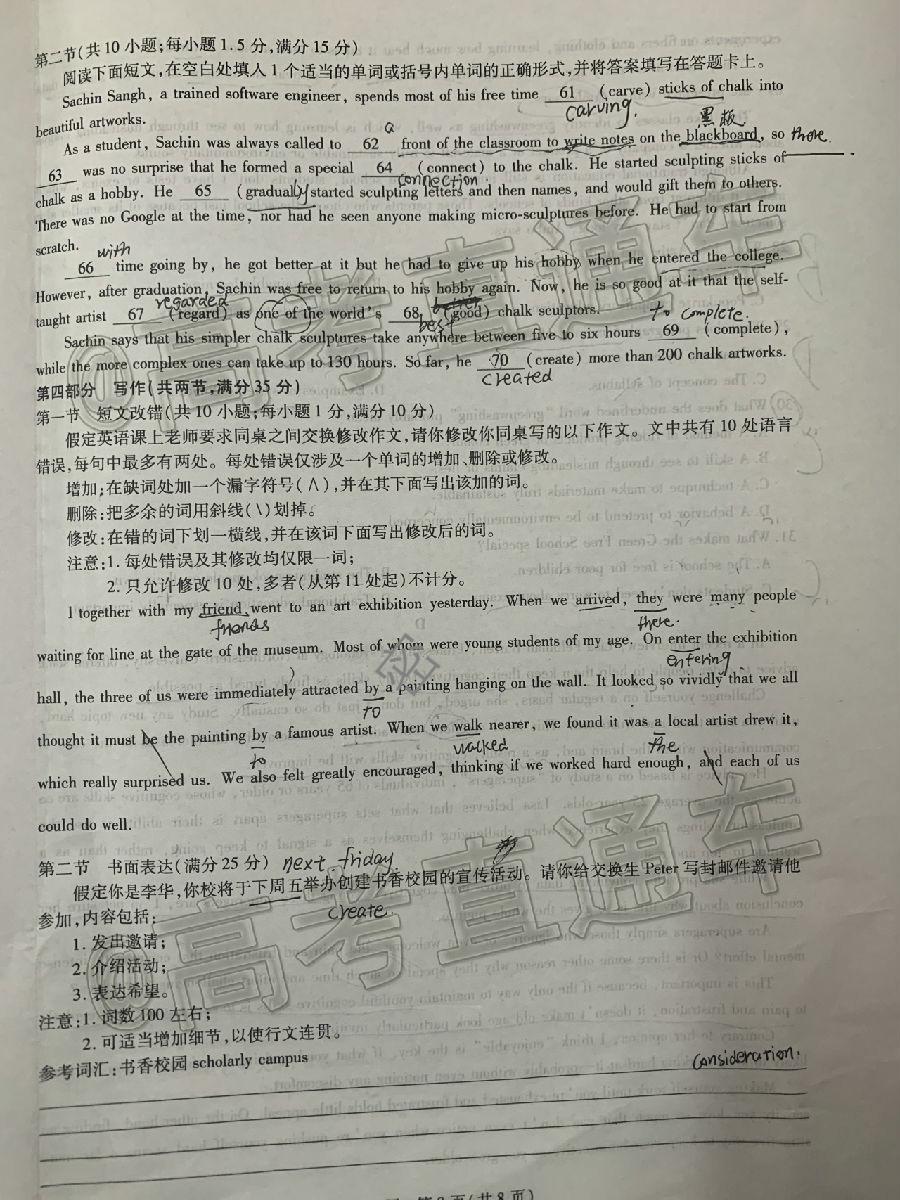 第二节(共10小题;每小题1.5分,满分15分)
阅读下面短文,在空白处填入1个适当的单词或括号内单词的正确形式,并将答案填写在答题卡上。
Sachin Sangh, a trained software engineer, spends most of his free time 61 (carve) sticks of chalk into
carving. 黑板
beautiful artworks.
a
As a student, Sachin was always called to 62 front of the classroom to write notes on the blackboard, so there
63 was no surprise that he formed a special 64 (connect) to the chalk. He started sculpting sticks of
connection
chalk as a hobby. He 65 (gradually) started sculpting letters and then names, and would gift them to others.
There was no Google at the time, nor had he seen anyone making micro-sculptures before. He had to start from
scratch.
with
66 time going by, he got better at it but he had to give up his hobby when he entered the college.
However, after graduation, Sachin was free to return to his hobby again. Now, he is so good at it that the self-
regarded better
taught artist 67 (regard) as one of the world's 68 (good) chalk sculptors.
best to complete.
Sachin says that his simpler chalk sculptures take anywhere between five to six hours 69 (complete),
while the more complex ones can take up to 130 hours. So far, he 70 (create) more than 200 chalk artworks.
created
第四部分 写作(共两节,满分35分)
第一节 短文改错(共10小题;每小题1分,满分10分)
假定英语课上老师要求同桌之间交换修改作文,请你修改你同桌写的以下作文。文中共有10处语言
错误,每句中最多有两处。每处错误仅涉及一个单词的增加、删除或修改。
增加:在缺词处加一个漏字符号(∧),并在其下面写出该加的词。
删除:把多余的词用斜线(\)划掉。
修改:在错的词下划一横线,并在该词下面写出修改后的词。
注意:1. 每处错误及其修改均仅限一词;
2. 只允许修改10处,多者(从第11处起)不计分。
I together with my friend went to an art exhibition yesterday. When we arrived, they were many people
friends there.
waiting for line at the gate of the museum. Most of whom were young students of my age. On enter the exhibition
entering.
hall, the three of us were immediately attracted by a painting hanging on the wall. It looked so vividly that we all
to
thought it must be the painting by a famous artist. When we walk nearer, we found it was a local artist drew it,
to walked the
which really surprised us. We also felt greatly encouraged, thinking if we worked hard enough, and each of us
could do well.
第二节 书面表达(满分25分) next friday.
假定你是李华,你校将于下周五举办创建书香校园的宣传活动。请你给交换生Peter写封邮件邀请他
create
参加,内容包括:
1. 发出邀请;
2. 介绍活动;
3. 表达希望。
注意:1. 词数100左右;
2. 可适当增加细节,以使行文连贯。
参考词汇:书香校园 scholarly campus
consideration.
@高考直通车
@高考直通车